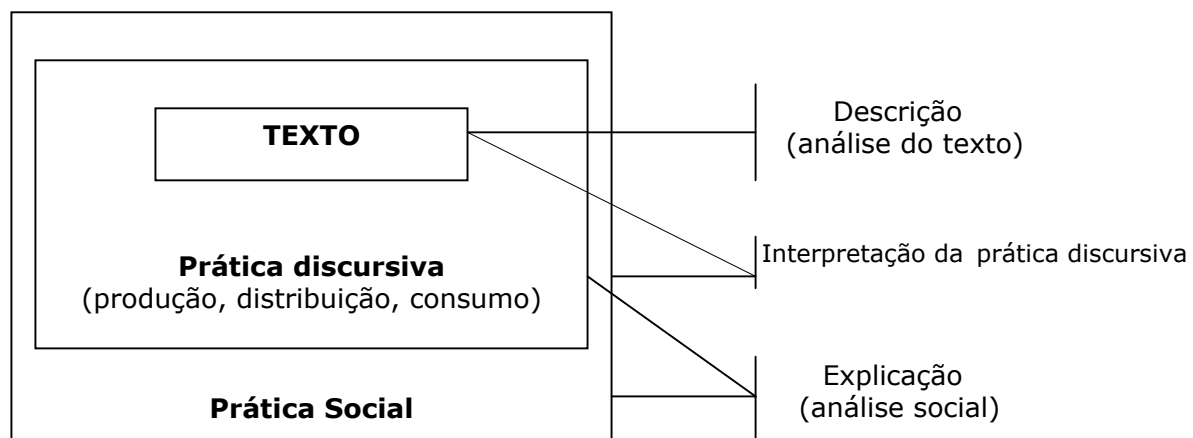 TEXTO
Descrição
(análise do texto)
Prática discursiva
(produção, distribuição, consumo)
Interpretação da prática discursiva
Prática Social
Explicação
(análise social)